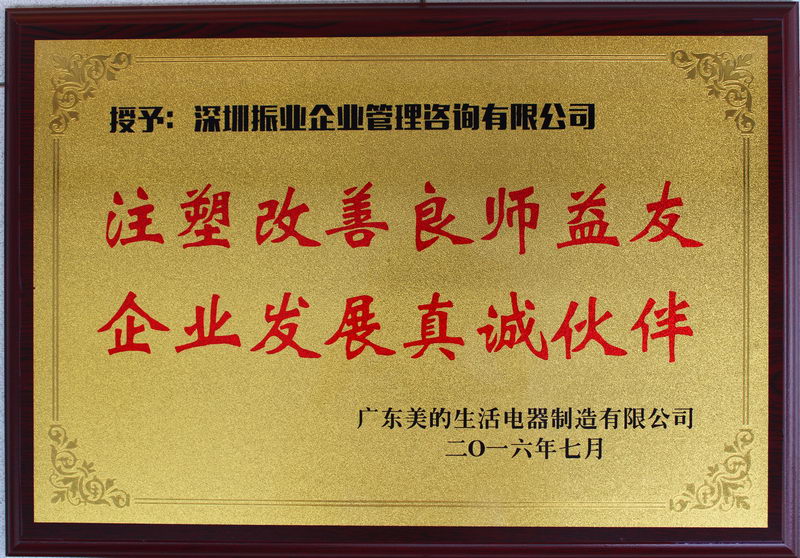 授予：深圳振业企业管理咨询有限公司
注塑改善良师益友
企业发展真诚伙伴
广东美的生活电器制造有限公司
二O一六年七月